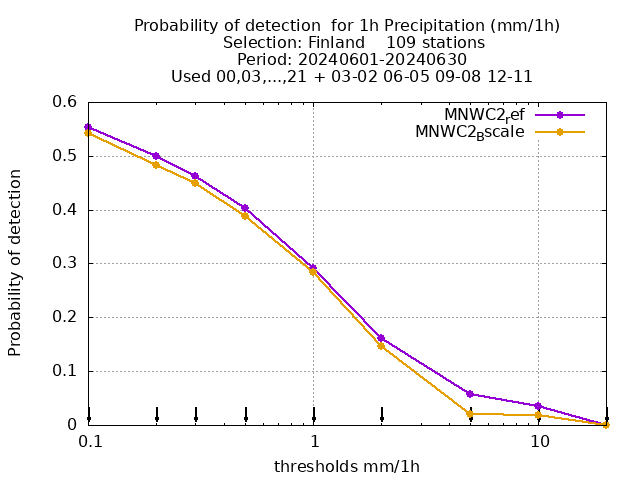 Probability of detection  for 1h Precipitation (mm/1h)
Selection: Finland    109 stations
Period: 20240601-20240630
Used 00,03,...,21 + 03-02 06-05 09-08 12-11
MNWC2_ref
MNWC2_Bscale
0.6
0.5
0.4
0.3
0.2
0.1
0
Probability of detection
0.1
1
10
thresholds mm/1h